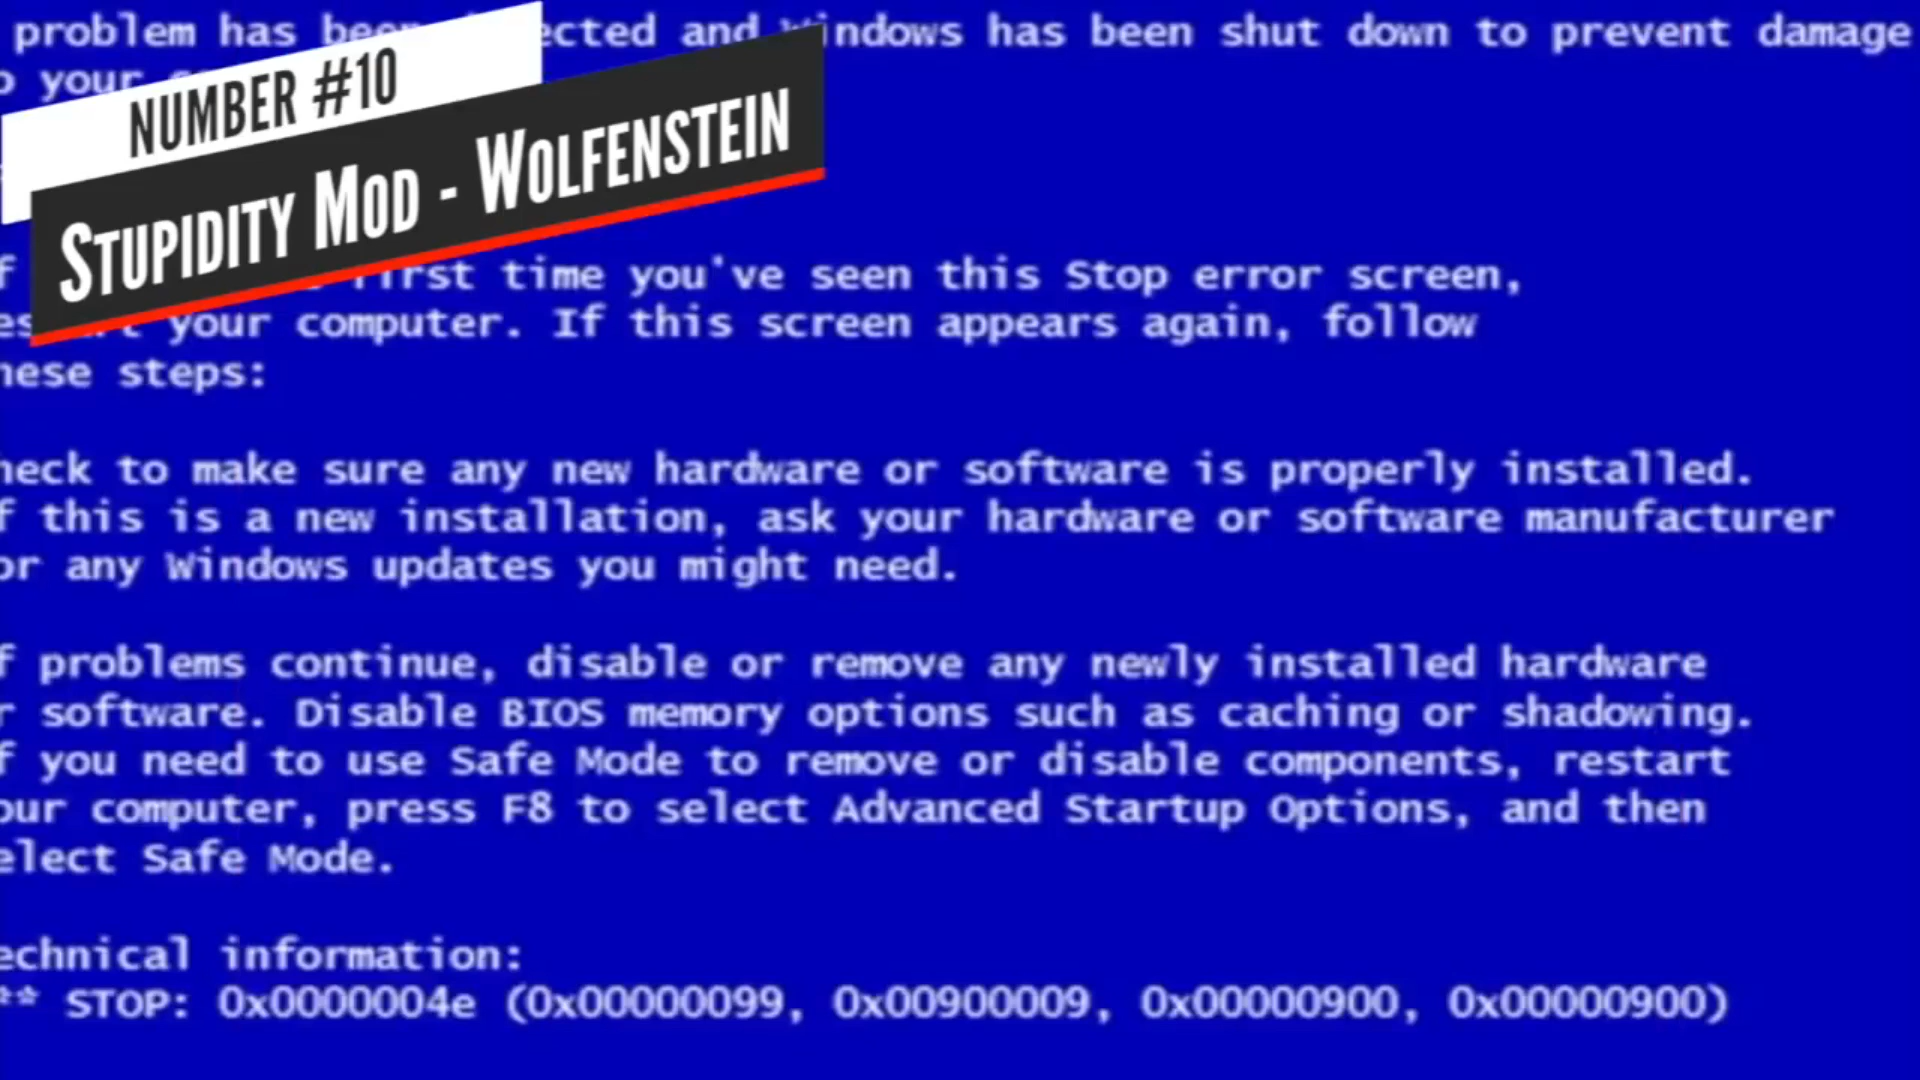 NUMBER #10
STUPIDITY MOD - WOLFENSTEIN
problem has been ected and Windows has been shut down to prevent damage
your
first time you've seen this Stop error screen,
your computer. If this screen appears again, follow
hese steps:
heck to make sure any new hardware or software is properly installed.
f this is a new installation, ask your hardware or software manufacturer
or any Windows updates you might need.
f problems continue, disable or remove any newly installed hardware
r software. Disable BIOS memory options such as caching or shadowing.
f you need to use Safe Mode to remove or disable components, restart
our computer, press F8 to select Advanced Startup Options, and then
elect Safe Mode.
echnical information:
** STOP: 0x0000004e (0x00000099, 0x00900009, 0x00000900, 0x00000900)